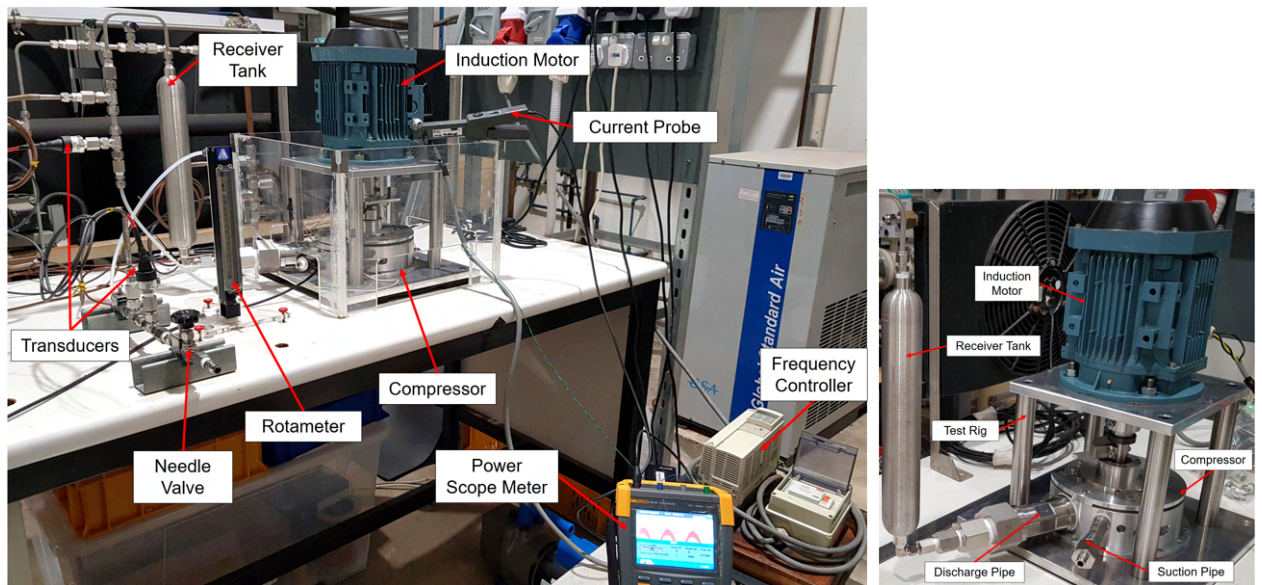 Receiver
Tank
Induction Motor
Current Probe
Transducers
Compressor
Rotameter
Needle
Valve
Power
Scope Meter
Frequency
Controller
Standard Air
Induction
Motor
Receiver Tank
Test Rig
Compressor
Discharge Pipe
Suction Pipe